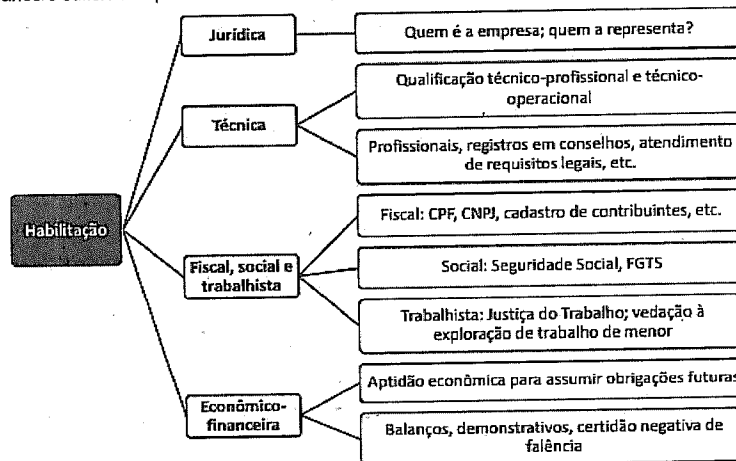 Jurídica
Quem é a empresa; quem a representa?
Técnica
Qualificação técnico-profissional e técnico-
operacional
Profissionais, registros em conselhos, atendimento
de requisitos legais, etc.
Habilitação
Fiscal, social e
trabalhista
Fiscal: CPF, CNPJ, cadastro de contribuintes, etc.
Social: Seguridade Social, FGTS
Trabalhista: Justiça do Trabalho; vedação à
exploração de trabalho de menor
Econômico-
financeira
Aptidão econômica para assumir obrigações futuras
Balanços, demonstrativos, certidão negativa de
falência